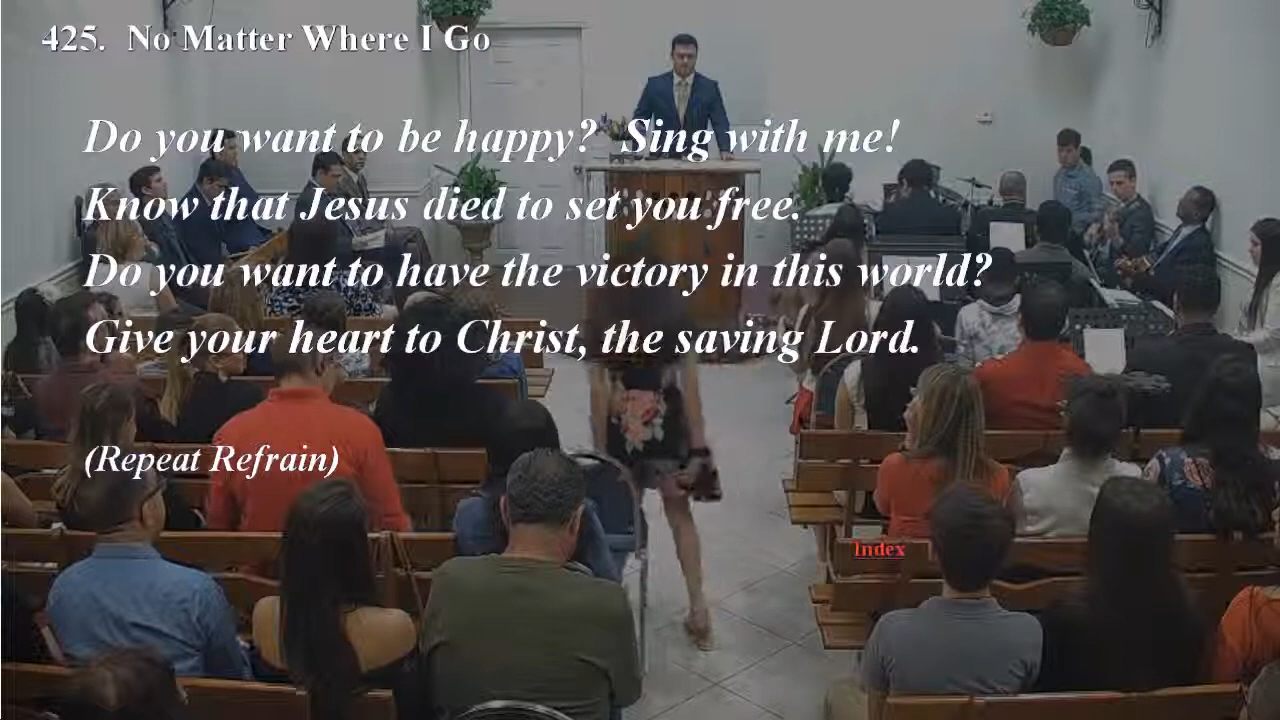 425. No Matter Where I Go
Do you want to be happy? Sing with me!
Know that Jesus died to set you free.
Do you want to have the victory in this world?
Give your heart to Christ, the saving Lord.
(Repeat Refrain)
Index